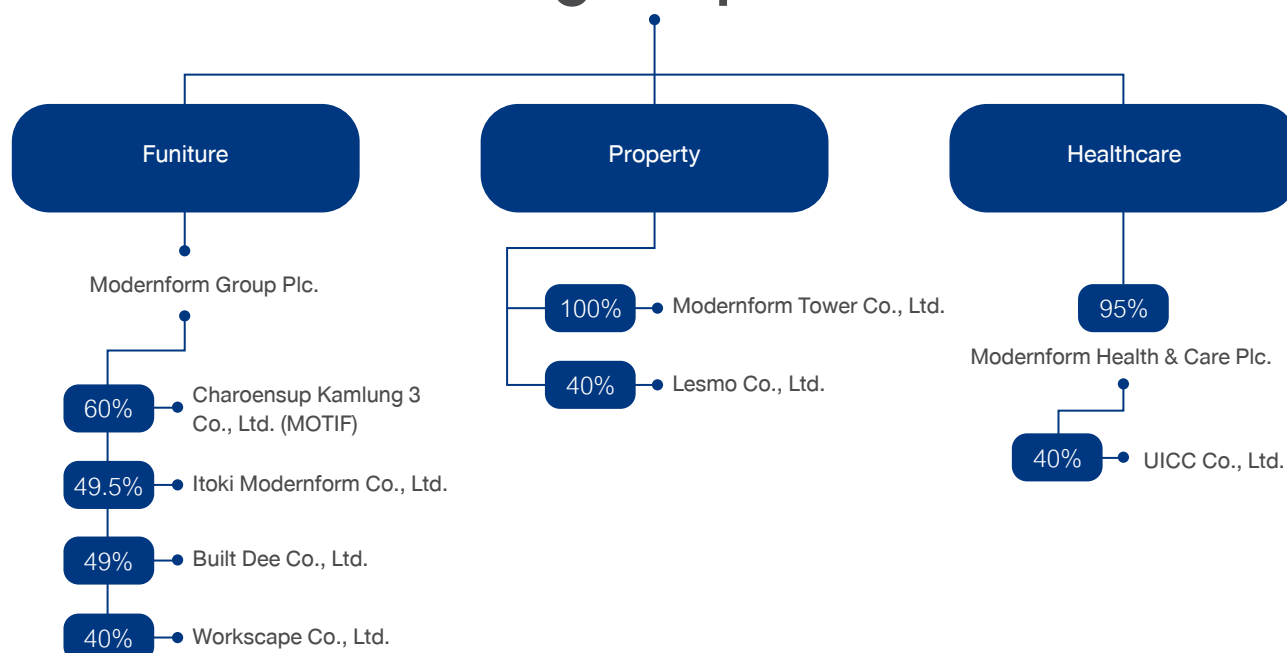 Funiture
Property
Healthcare
Modernform Group Plc.
60%
Charoensup Kamlung 3
Co., Ltd. (MOTIF)
49.5%
Itoki Modernform Co., Ltd.
49%
Built Dee Co., Ltd.
40%
Workscape Co., Ltd.
100%
Modernform Tower Co., Ltd.
40%
Lesmo Co., Ltd.
95%
Modernform Health & Care Plc.
40%
UICC Co., Ltd.